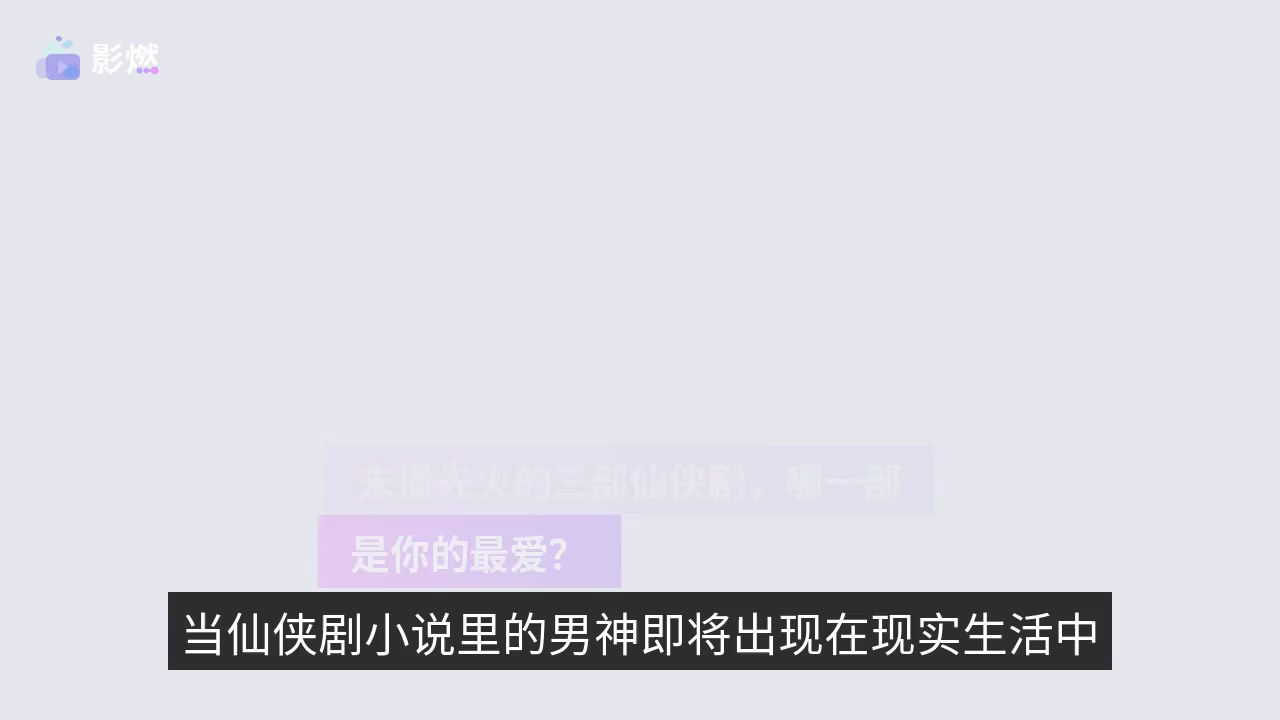 影燃
未播先火的三部仙侠剧，哪一部
是你的最爱？
当仙侠剧小说里的男神即将出现在现实生活中